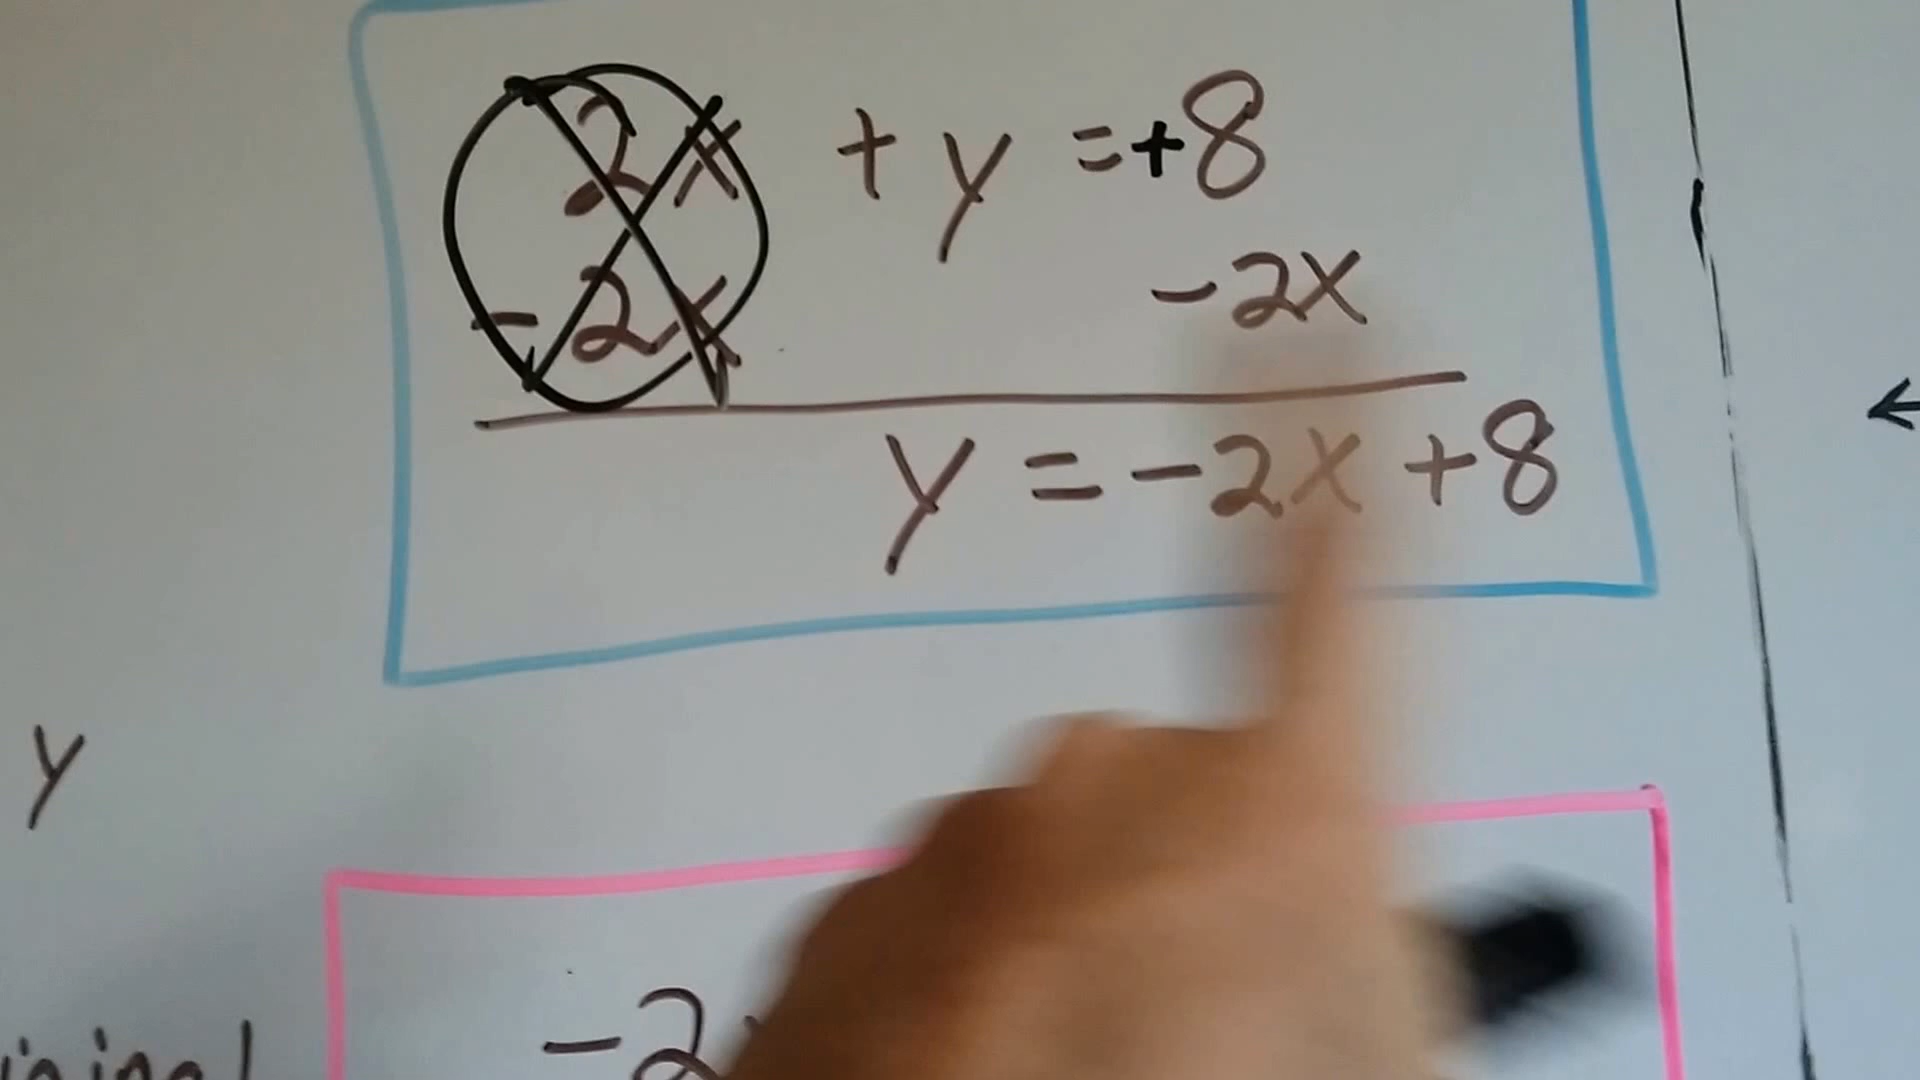 2x + y = +8
-2x -2x
y = -2x +8
y
-2